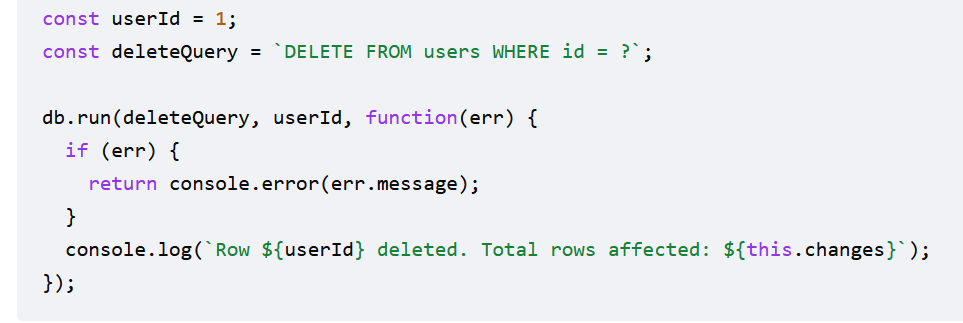 const userId = 1;
const deleteQuery = `DELETE FROM users WHERE id = ?`;
db.run(deleteQuery, userId, function(err) {
if (err) {
return console.error(err.message);
}
console.log(`Row ${userId} deleted. Total rows affected: ${this.changes}`);
});